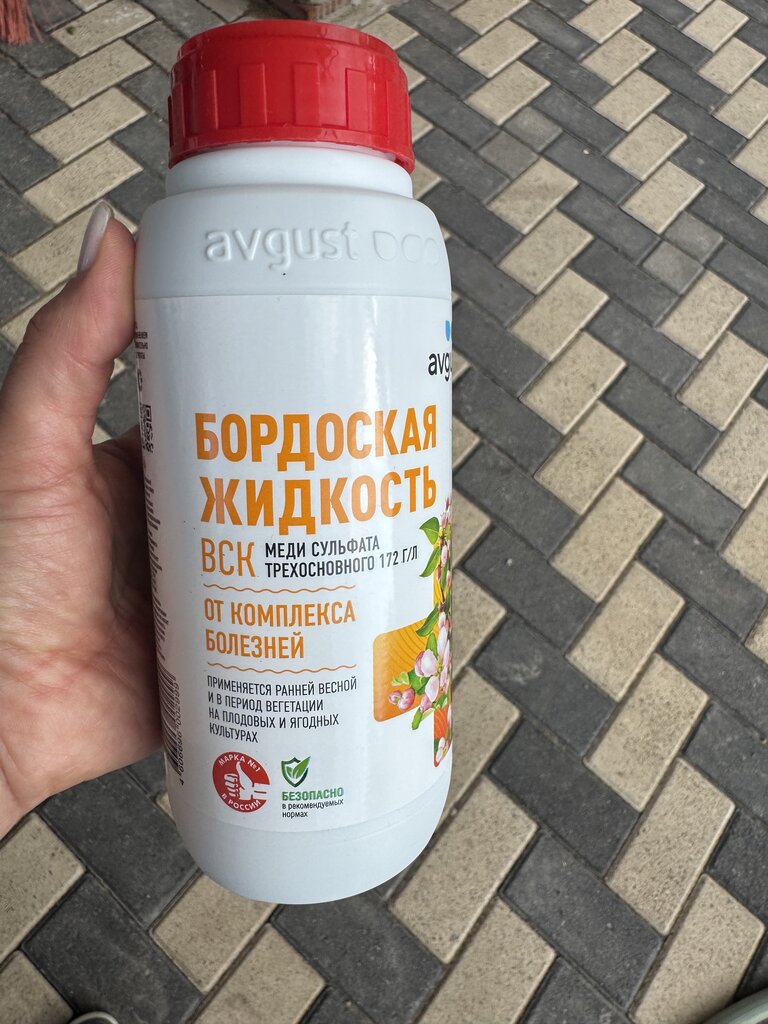 avgust
avgu
БОРДОСКАЯ
ЖИДКОСТЬ
ВСК МЕДИ СУЛЬФАТА
ТРЕХОСНОВНОГО 172 Г/Л
ОТ КОМПЛЕКСА
БОЛЕЗНЕЙ
ПРИМЕНЯЕТСЯ РАННЕЙ ВЕСНОЙ
И В ПЕРИОД ВЕГЕТАЦИИ
НА ПЛОДОВЫХ И ЯГОДНЫХ
КУЛЬТУРАХ
МАРКА №1
В РОССИИ
БЕЗОПАСНО
в рекомендуемых
нормах